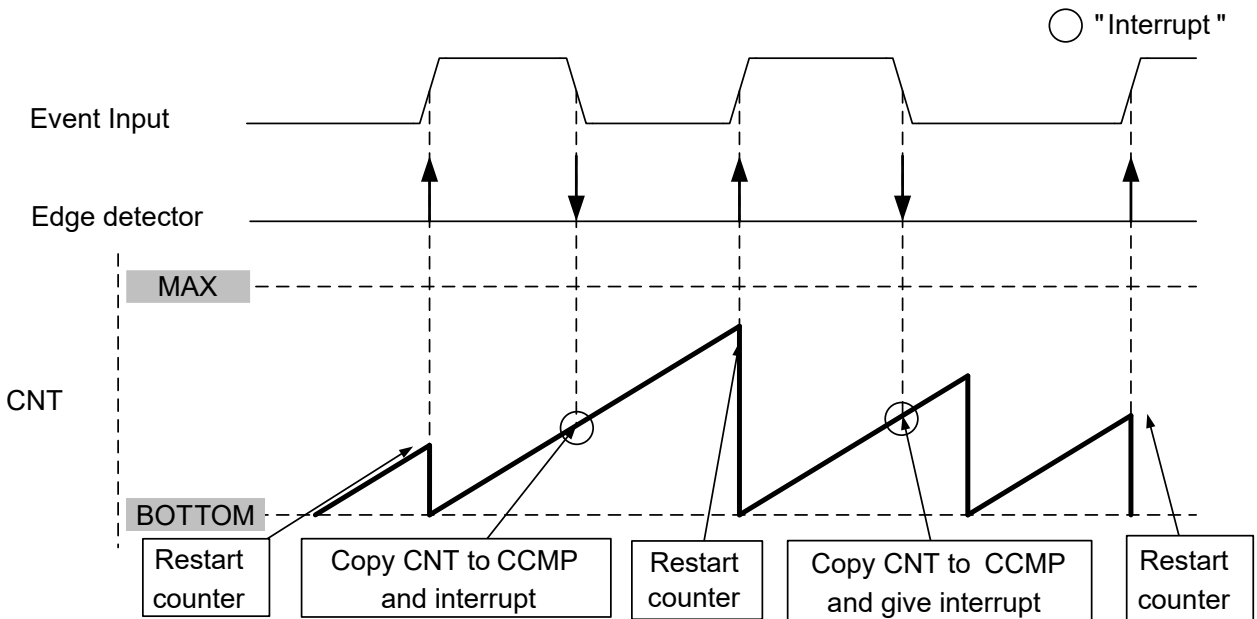 "Interrupt"
Event Input
Edge detector
MAX
CNT
BOTTOM
Restart
counter
Copy CNT to CCMP
and interrupt
Restart
counter
Copy CNT to CCMP
and give interrupt
Restart
counter